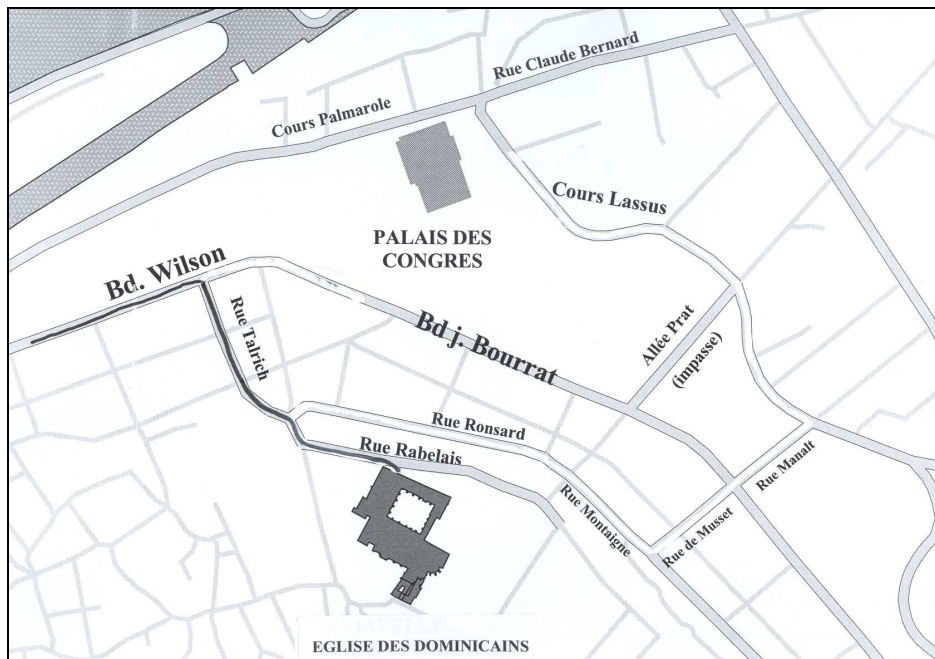 Rue Claude Bernard
Cours Palmarole
Cours Lassus
PALAIS DES
CONGRES
Bd. Wilson
Rue Talrich
Bd j. Bourrat
Allée Prat
(impasse)
Rue Ronsard
Rue Rabelais
Rue Manalt
Rue Montaigne
Rue de Musset
EGLISE DES DOMINICAINS